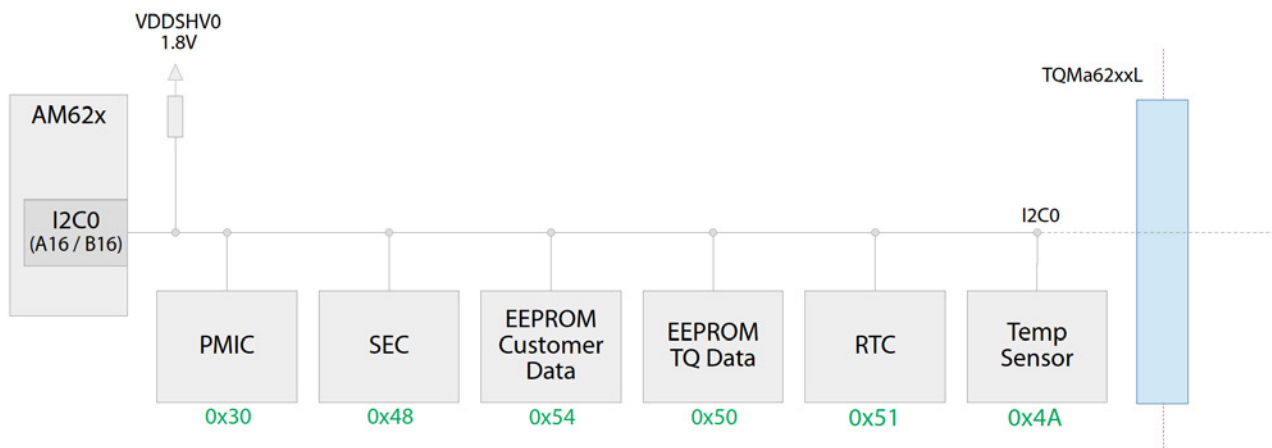 VDDSHV0
1.8V
TQMa62xxL
AM62x
I2C0
(A16 / B16)
I2C0
PMIC
SEC
EEPROM
Customer
Data
EEPROM
TQ Data
RTC
Temp
Sensor
0x30
0x48
0x54
0x50
0x51
0x4A